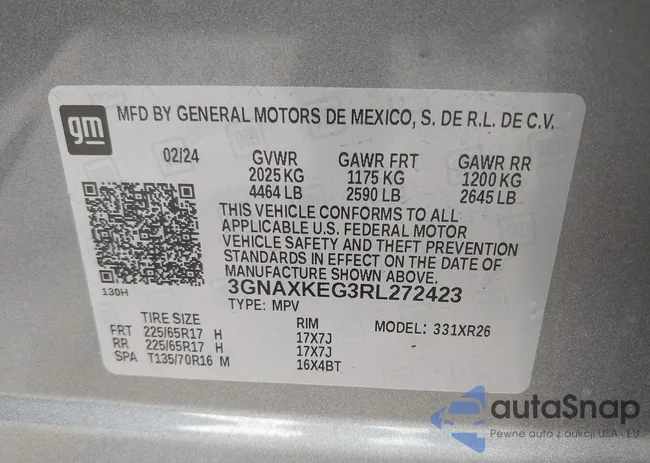 gm MFD BY GENERAL MOTORS DE MEXICO, S. DE R.L. DE C.V.
02/24 GVWR GAWR FRT GAWR RR
2025 KG 1175 KG 1200 KG
4464 LB 2590 LB 2645 LB
THIS VEHICLE CONFORMS TO ALL
APPLICABLE U.S. FEDERAL MOTOR
VEHICLE SAFETY AND THEFT PREVENTION
STANDARDS IN EFFECT ON THE DATE OF
MANUFACTURE SHOWN ABOVE.
130H
3GNAXKEG3RL272423
TYPE: MPV
TIRE SIZE RIM MODEL: 331XR26
FRT 225/65R17 H 17X7J
RR 225/65R17 H 17X7J
SPA T135/70R16 M 16X4BT
autaSnap
Pewne auta z aukcji USA - EU